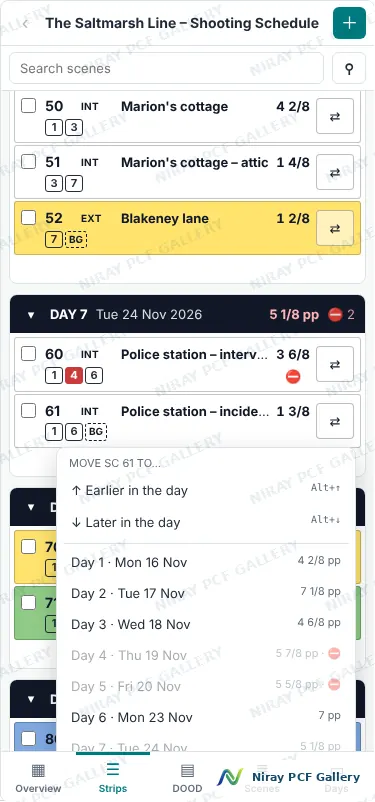 ‹ The Saltmarsh Line – Shooting Schedule +
Search scenes
50 INT Marion's cottage 4 2/8
1 3
51 INT Marion's cottage – attic 1 4/8
3 7
52 EXT Blakeney lane 1 2/8
7 BG
▼ DAY 7 Tue 24 Nov 2026 5 1/8 pp ⛔ 2
60 INT Police station – interv… 3 6/8
1 4 6 ⛔
61 INT Police station – incide… 1 3/8
1 6 BG
MOVE SC 61 TO…
↑ Earlier in the day Alt+↑
↓ Later in the day Alt+↓
Day 1 · Mon 16 Nov 4 2/8 pp
Day 2 · Tue 17 Nov 7 1/8 pp
Day 3 · Wed 18 Nov 4 6/8 pp
Day 4 · Thu 19 Nov 5 7/8 pp · ⛔
Day 5 · Fri 20 Nov 5 5/8 pp · ⛔
Day 6 · Mon 23 Nov 7 pp
Day 7 · Tue 24 Nov 5 1/8 pp
Overview Strips DOOD Scenes Days
Niray PCF Gallery